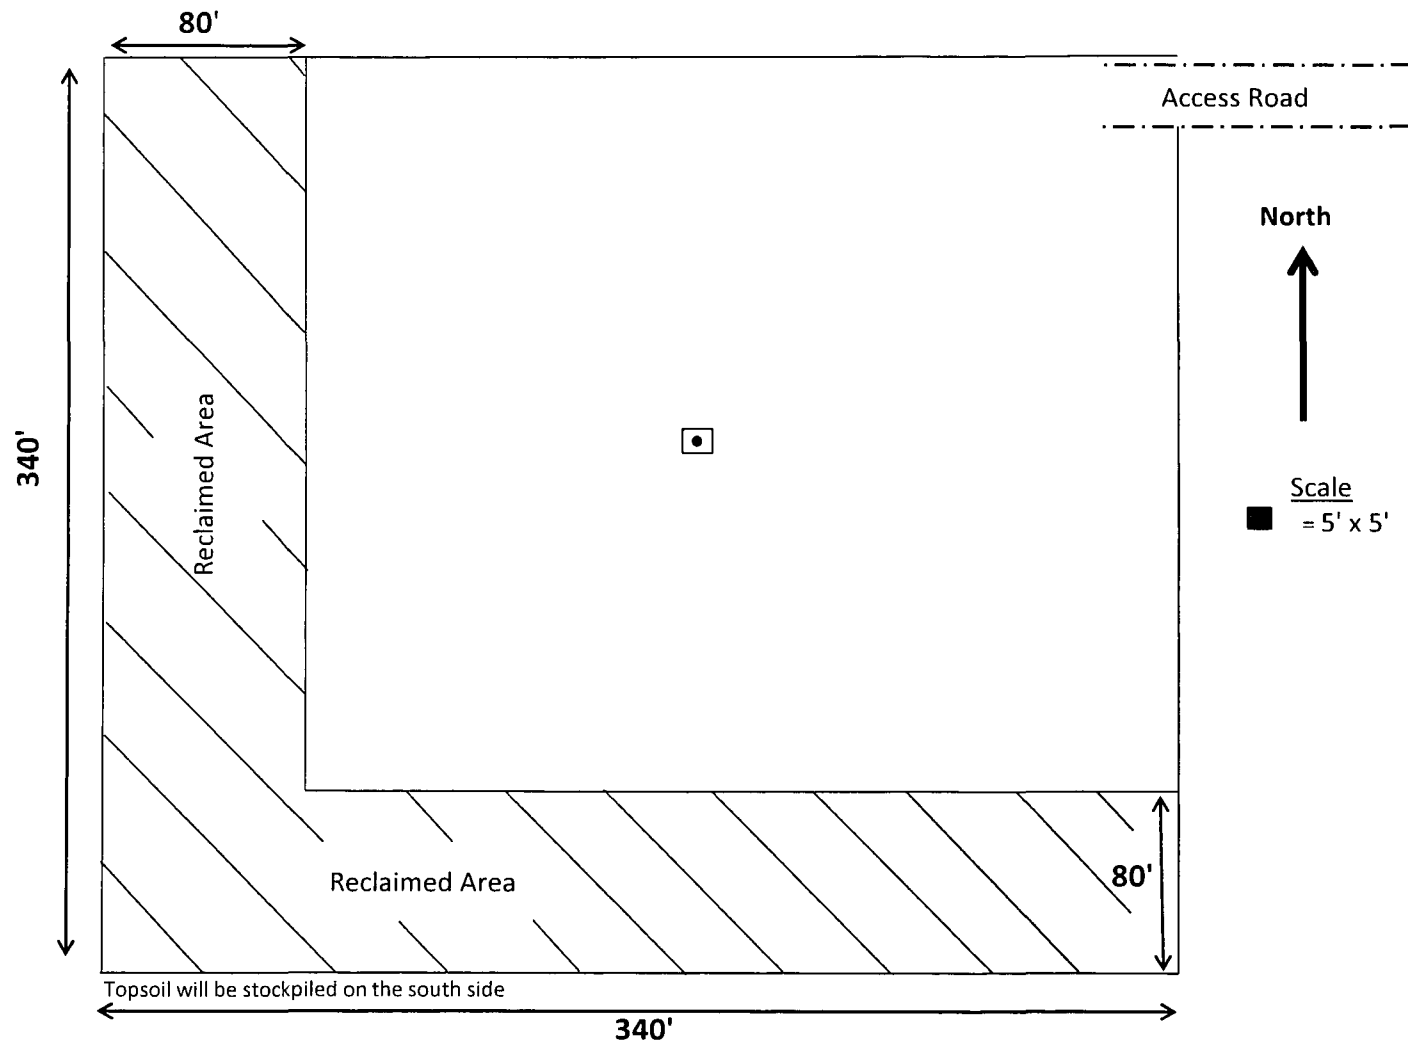 80'
Access Road
North
340'
Reclaimed Area
Scale
= 5' x 5'
Reclaimed Area
80'
Topsoil will be stockpiled on the south side
340'